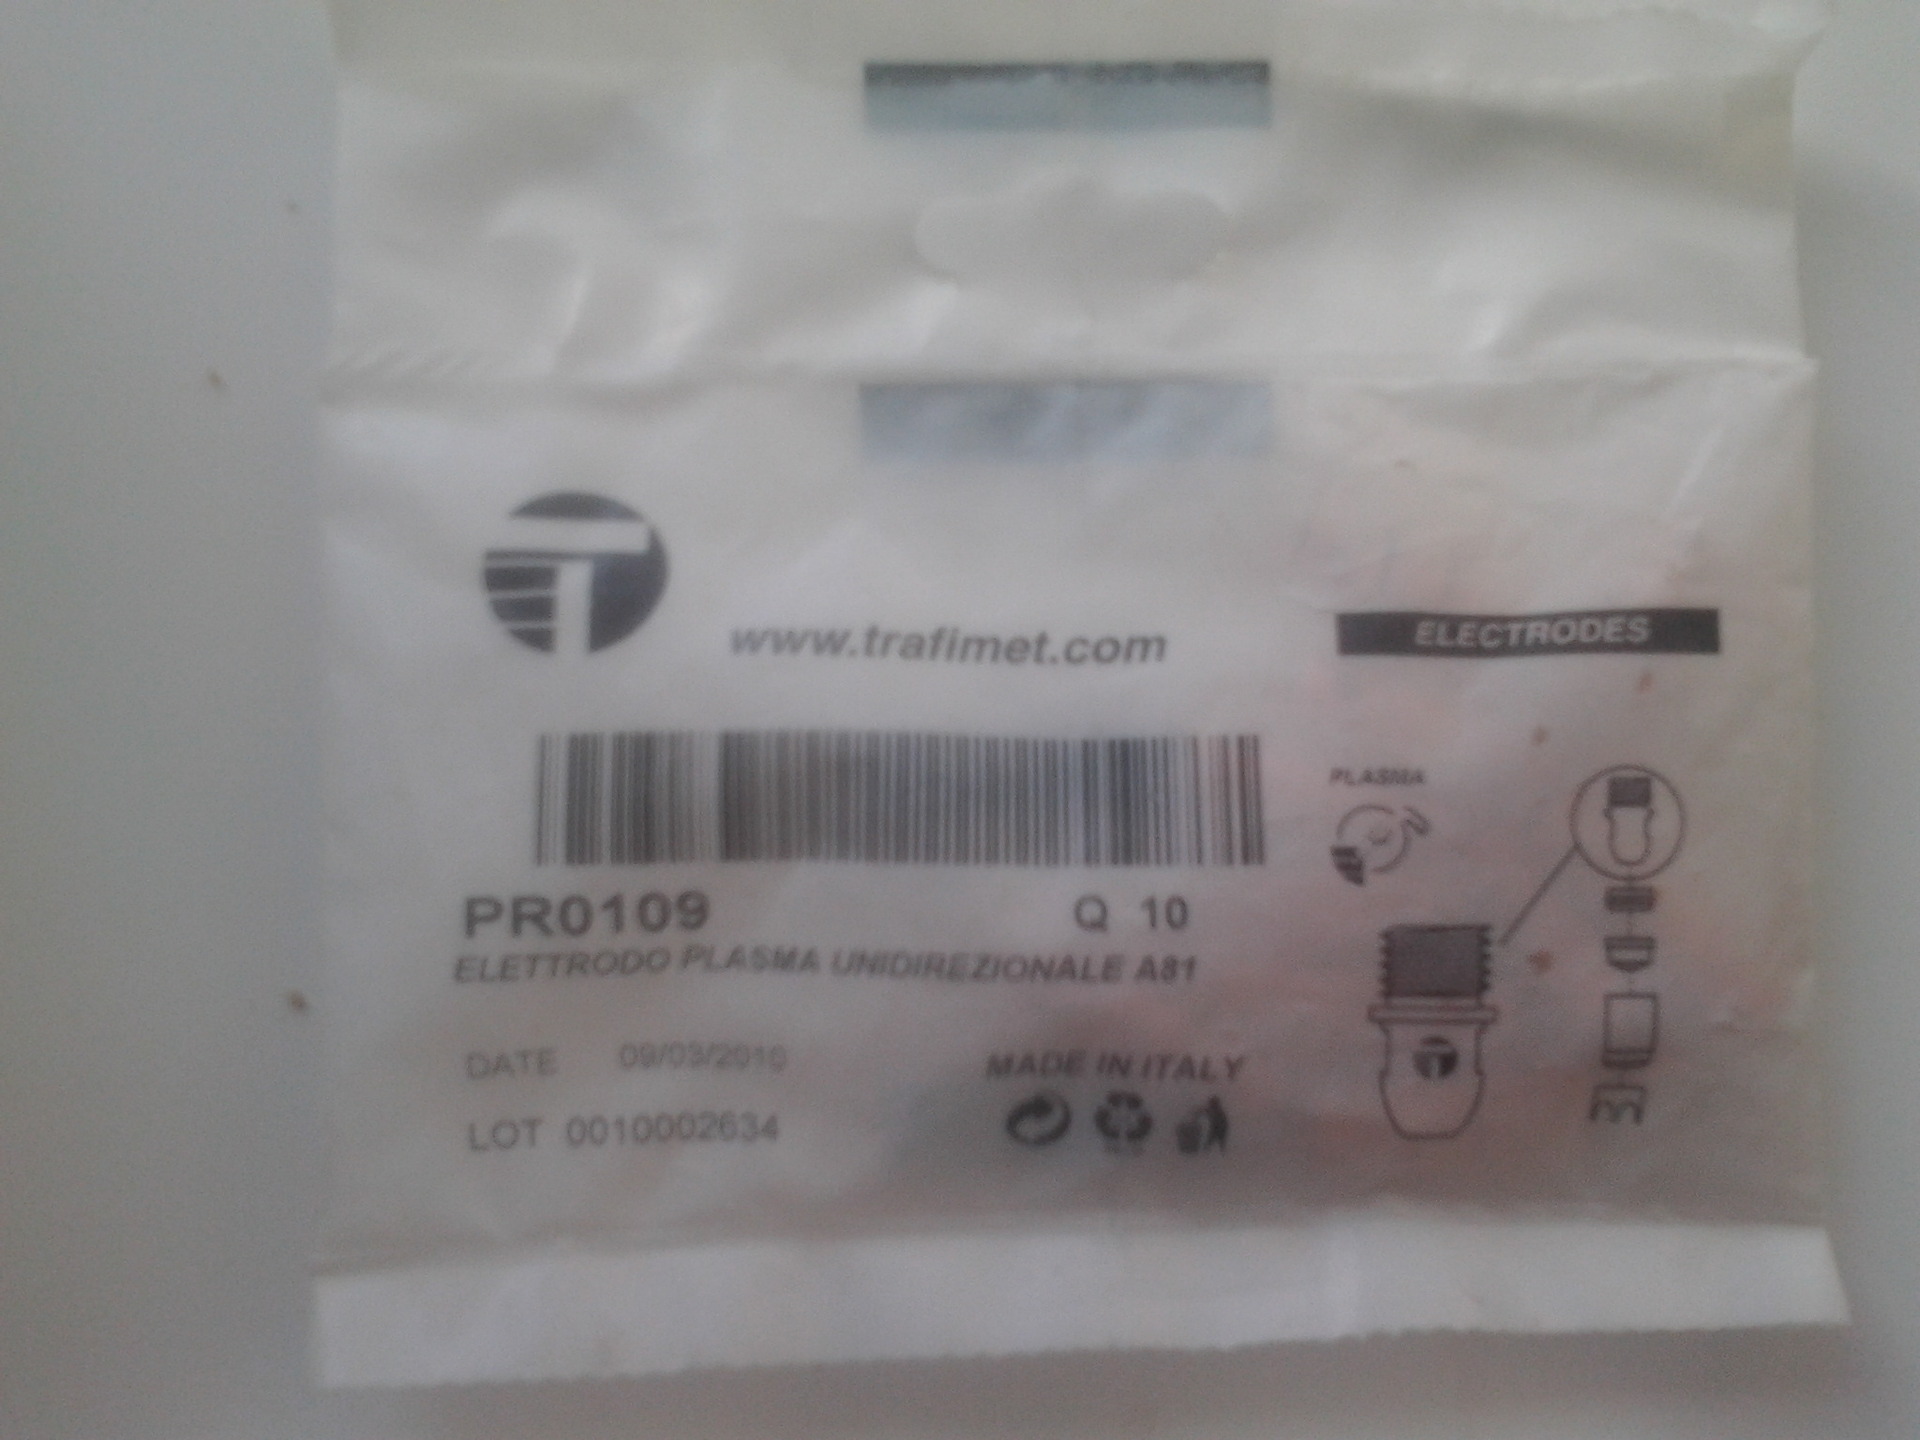 www.trafimet.com
ELECTRODES
PLASMA
PR0109 Q 10
ELETTRODO PLASMA UNIDIREZIONALE A81
DATE 09/03/2010
MADE IN ITALY
LOT 0010002634